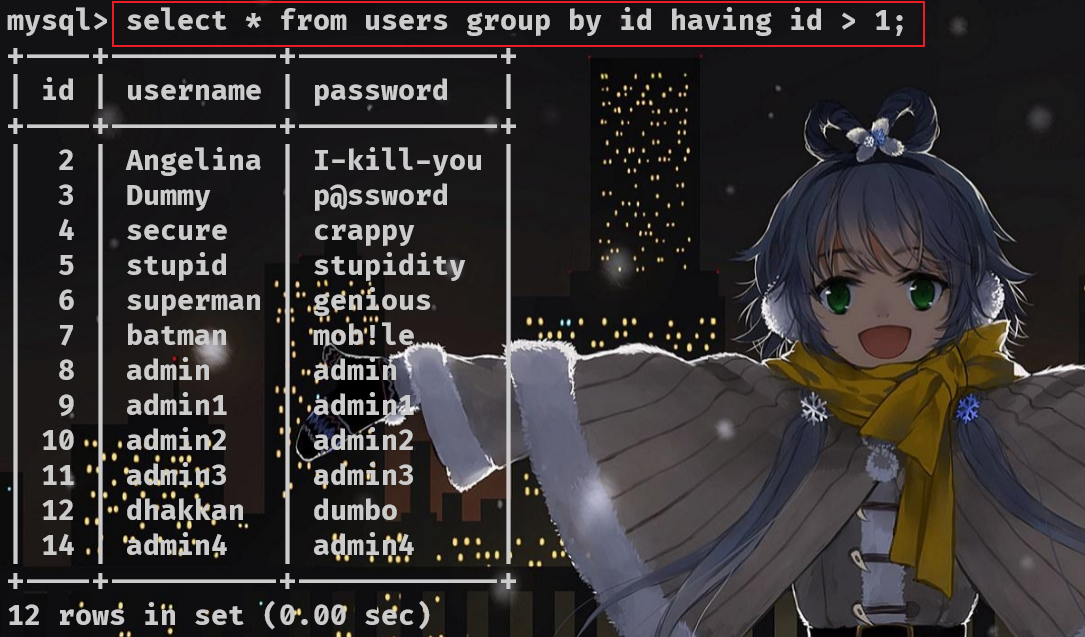 mysql> select * from users group by id having id > 1;
+----+----------+------------+
| id | username | password   |
+----+----------+------------+
|  2 | Angelina | I-kill-you |
|  3 | Dummy    | p@ssword   |
|  4 | secure   | crappy     |
|  5 | stupid   | stupidity  |
|  6 | superman | genious    |
|  7 | batman   | mob!le     |
|  8 | admin    | admin      |
|  9 | admin1   | admin1     |
| 10 | admin2   | admin2     |
| 11 | admin3   | admin3     |
| 12 | dhakkan  | dumbo      |
| 14 | admin4   | admin4     |
+----+----------+------------+
12 rows in set (0.00 sec)